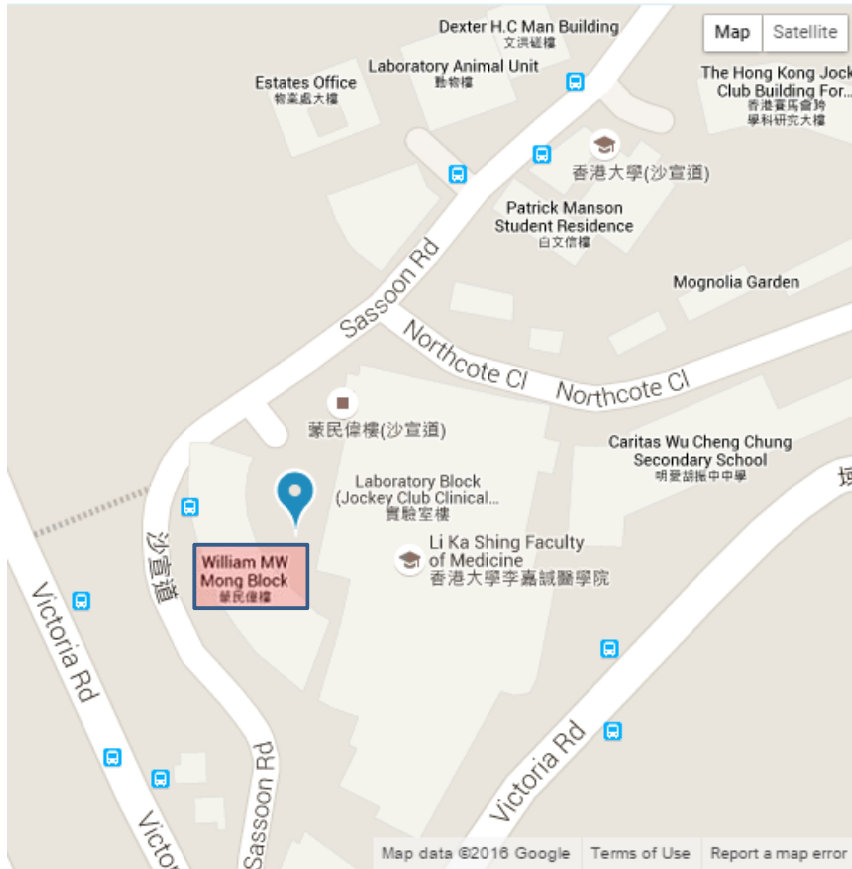 Dexter H.C Man Building
文洪磋樓
Map
Satellite
Laboratory Animal Unit
動物樓
Estates Office
物業處大樓
The Hong Kong Jock
Club Building For...
香港賽馬會跨
學科研究大樓
香港大學(沙宣道)
Patrick Manson
Student Residence
白文信樓
Sassoon Rd
Mognolia Garden
Northcote Cl
Northcote Cl
蒙民偉樓(沙宣道)
Caritas Wu Cheng Chung
Secondary School
明愛胡振中中學
域
Laboratory Block
(Jockey Club Clinical...
實驗室樓
Li Ka Shing Faculty
of Medicine
香港大學李嘉誠醫學院
沙宣道
William MW
Mong Block
蒙民偉樓
Victoria Rd
Victoria Rd
Sassoon Rd
Victo
Map data ©2016 Google
Terms of Use
Report a map error